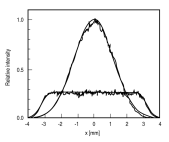 Relative intensity
1,0
0,5
0,0
-4 -3 -2 -1 0 1 2 3 4
x [mm]